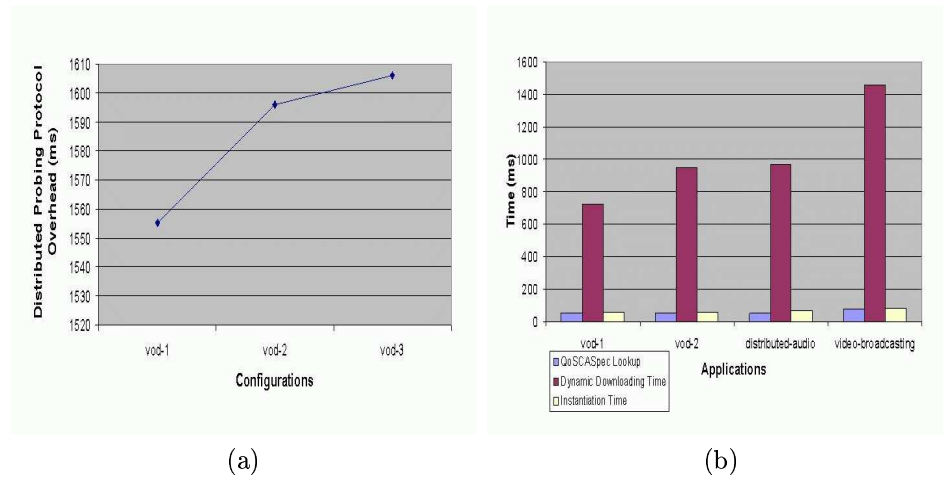 Distributed Probing Protocol
Overhead (ms)
1610
1600
1590
1580
1570
1560
1550
1540
1530
1520
vod-1
vod-2
vod-3
Configurations
(a)
Time (ms)
1600
1400
1200
1000
800
600
400
200
0
vod-1
vod-2
distributed-audio
video-broadcasting
QoSCASpec Lookup
Dynamic Downloading Time
Instantiation Time
Applications
(b)